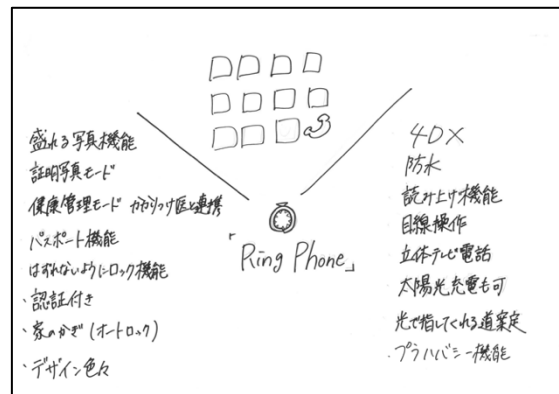 盛れる写真機能
証明写真モード
健康管理モード かかりつけ医と連携
パスポート機能
はずれないようにロック機能
・認証付き
・家のかぎ(オートロック)
・デザイン色々
「Ring Phone」
4DX
防水
読み上げ機能
目線操作
立体テレビ電話
太陽光充電も可
光で指してくれる道案定
・プライバシー機能